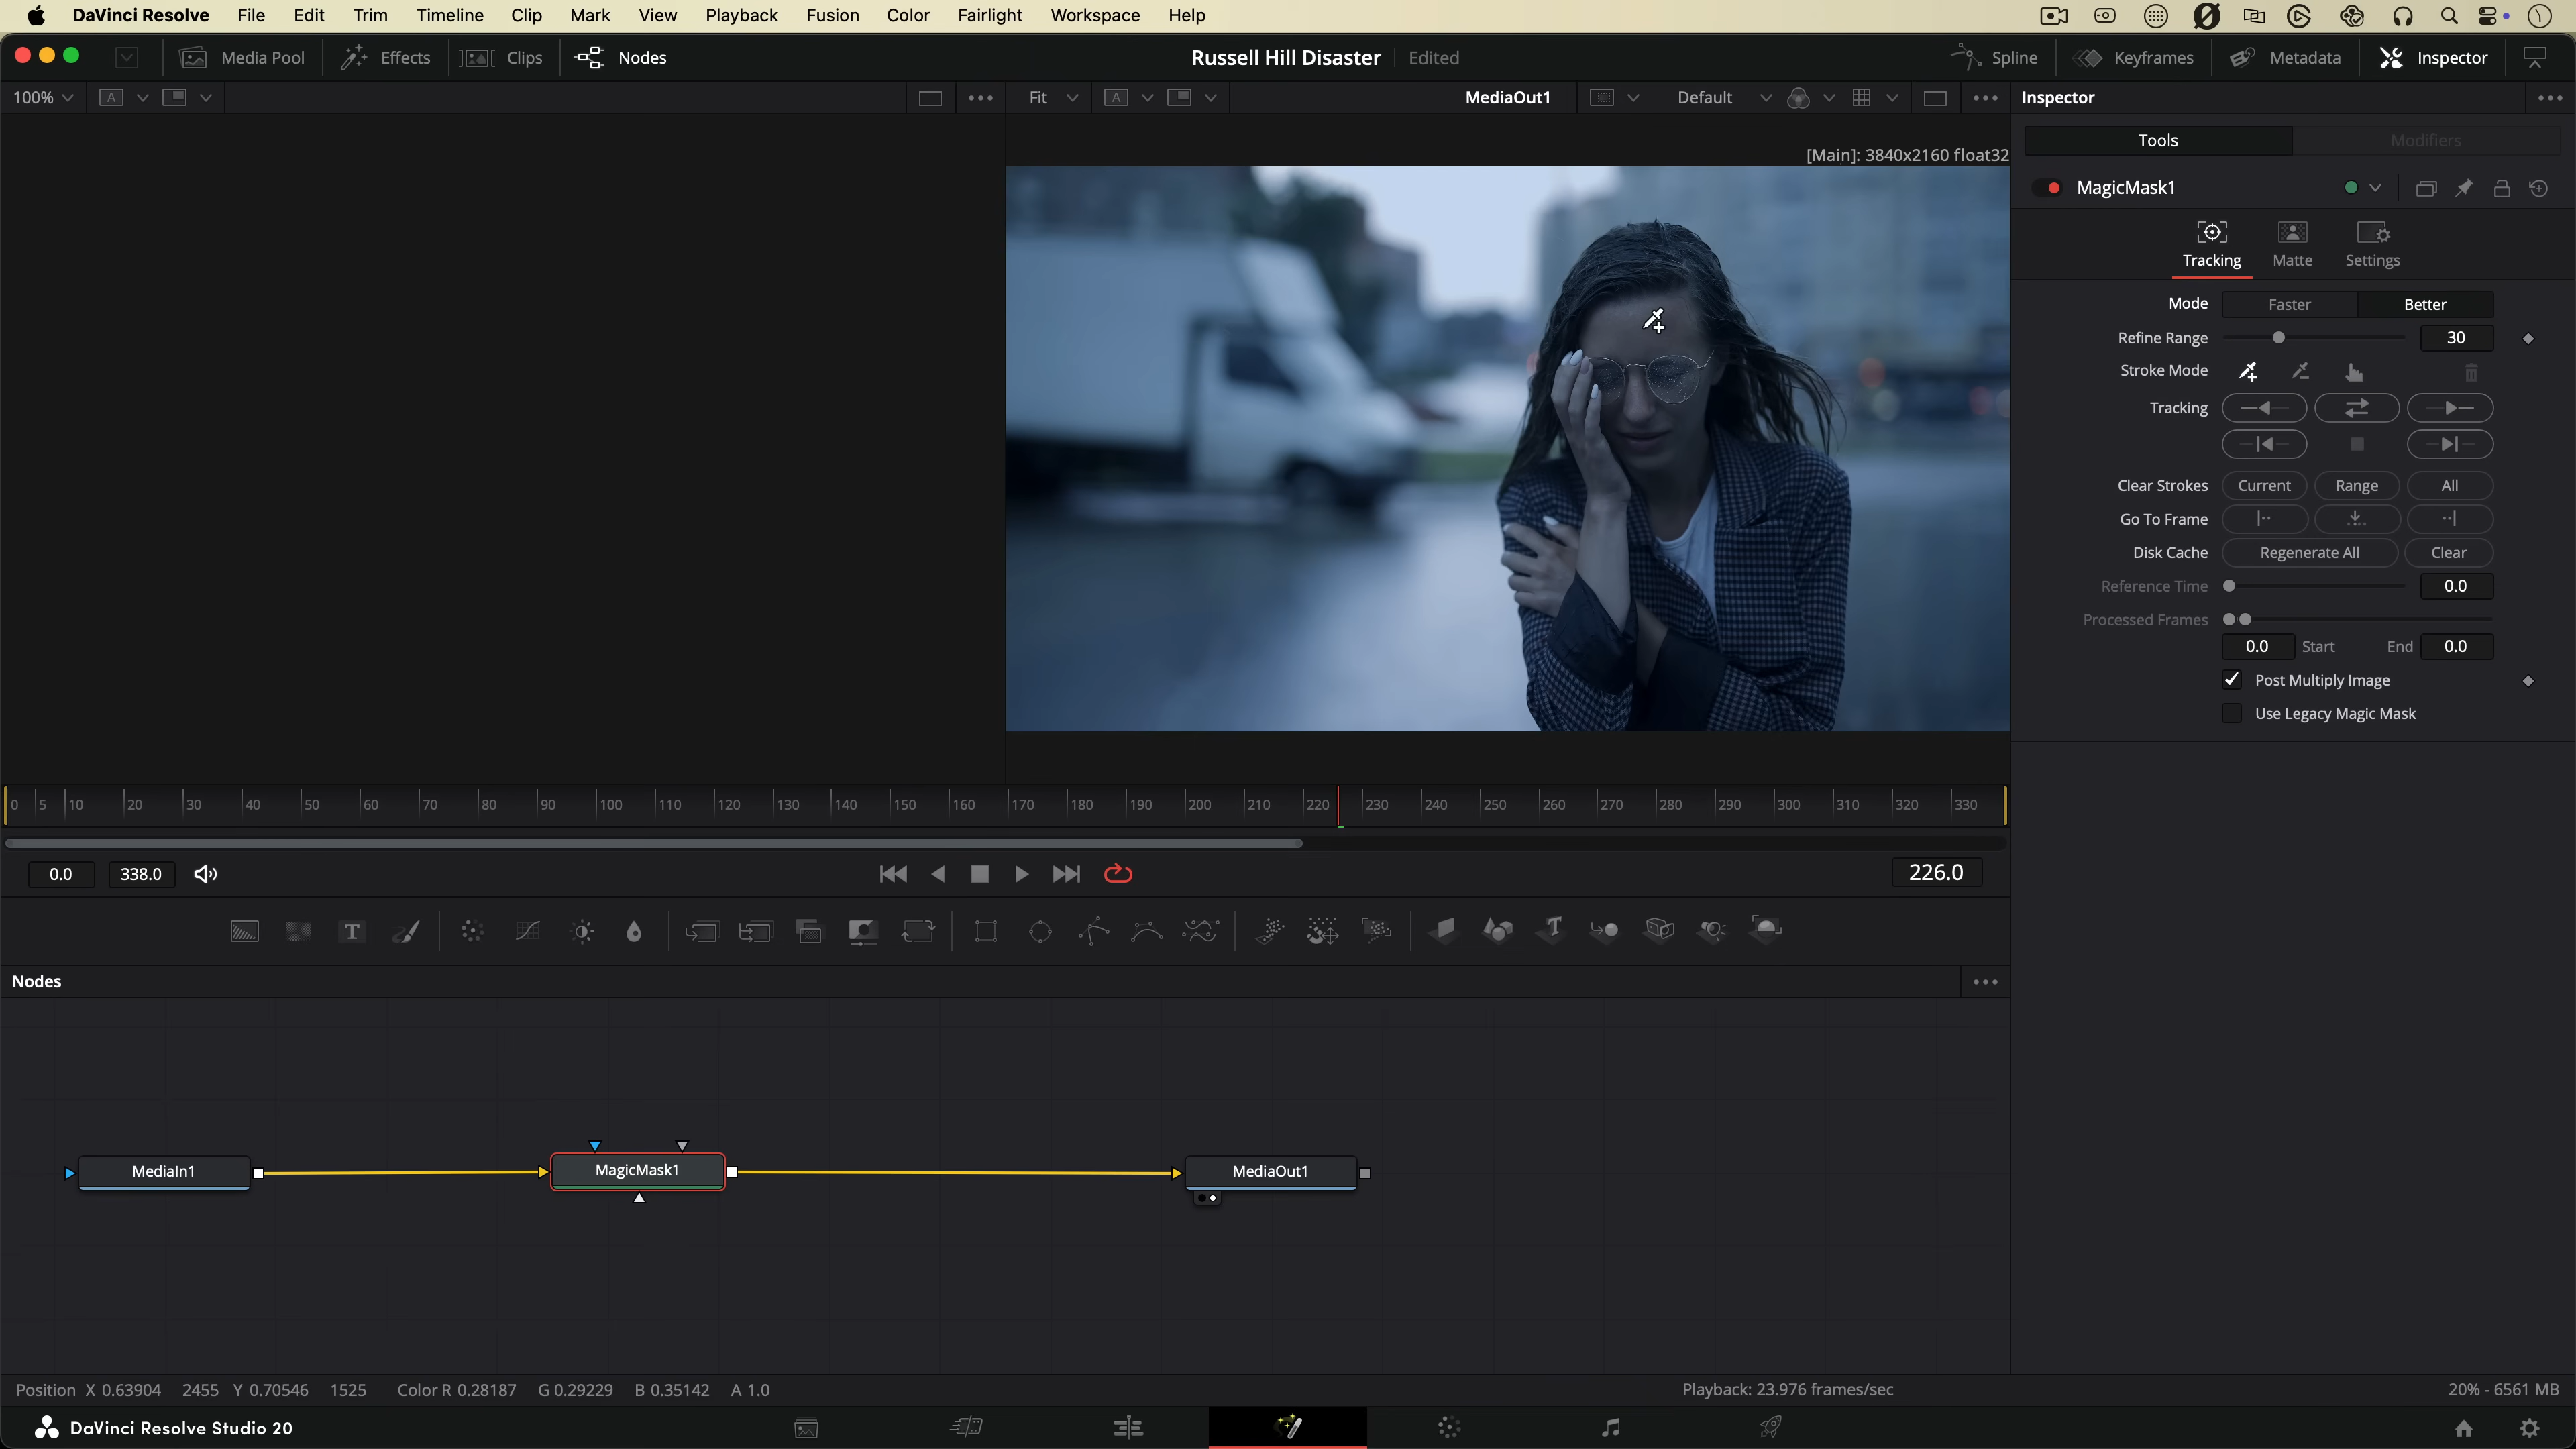 DaVinci Resolve File Edit Trim Timeline Clip Mark View Playback Fusion Color Fairlight Workspace Help
Media Pool Effects Clips Nodes Russell Hill Disaster Edited Spline Keyframes Metadata Inspector
100% A Fit A MediaOut1 Default Inspector
Tools Modifiers
[Main]: 3840x2160 float32
MagicMask1
Tracking Matte Settings
Mode Faster Better
Refine Range 30
Stroke Mode
Tracking
Clear Strokes Current Range All
Go To Frame
Disk Cache Regenerate All Clear
Reference Time 0.0
Processed Frames
0.0 Start End 0.0
Post Multiply Image
Use Legacy Magic Mask
0 5 10 20 30 40 50 60 70 80 90 100 110 120 130 140 150 160 170 180 190 200 210 220 230 240 250 260 270 280 290 300 310 320 330
0.0 338.0 226.0
T T
Nodes
MediaIn1 MagicMask1 MediaOut1
Position X 0.63904 2455 Y 0.70546 1525 Color R 0.28187 G 0.29229 B 0.35142 A 1.0 Playback: 23.976 frames/sec 20% - 6561 MB
DaVinci Resolve Studio 20